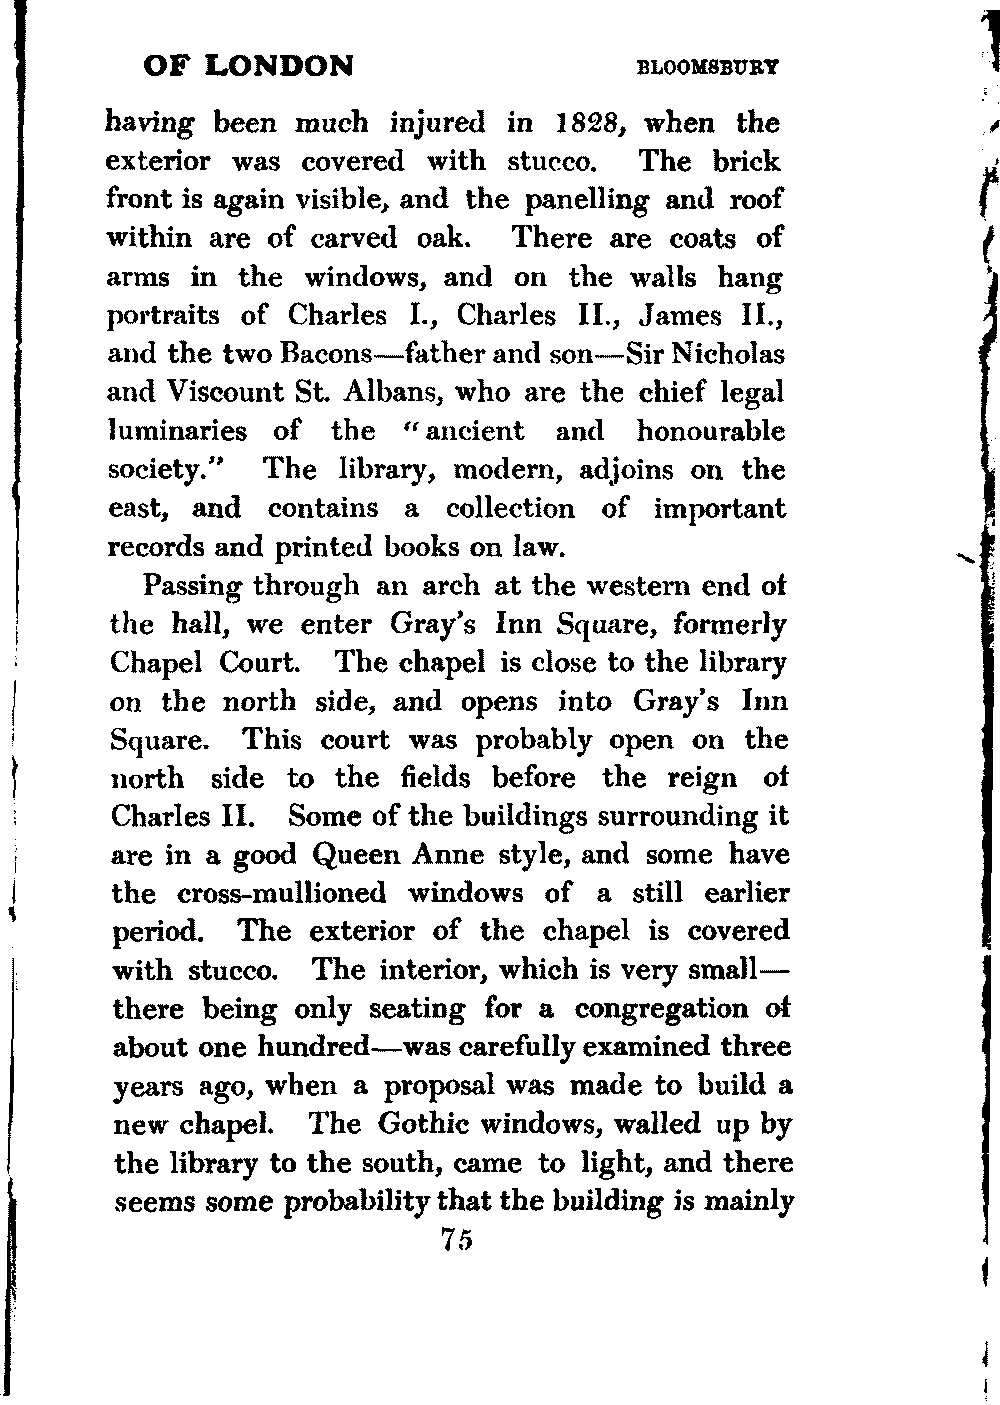 OF LONDON BLOOMSBURY
having been much injured in 1828, when the
exterior was covered with stucco. The brick
front is again visible, and the panelling and roof
within are of carved oak. There are coats of
arms in the windows, and on the walls hang
portraits of Charles I., Charles II., James II.,
and the two Bacons—father and son—Sir Nicholas
and Viscount St. Albans, who are the chief legal
luminaries of the "ancient and honourable
society." The library, modern, adjoins on the
east, and contains a collection of important
records and printed books on law.
Passing through an arch at the western end of
the hall, we enter Gray's Inn Square, formerly
Chapel Court. The chapel is close to the library
on the north side, and opens into Gray's Inn
Square. This court was probably open on the
north side to the fields before the reign of
Charles II. Some of the buildings surrounding it
are in a good Queen Anne style, and some have
the cross-mullioned windows of a still earlier
period. The exterior of the chapel is covered
with stucco. The interior, which is very small—
there being only seating for a congregation of
about one hundred—was carefully examined three
years ago, when a proposal was made to build a
new chapel. The Gothic windows, walled up by
the library to the south, came to light, and there
seems some probability that the building is mainly
75